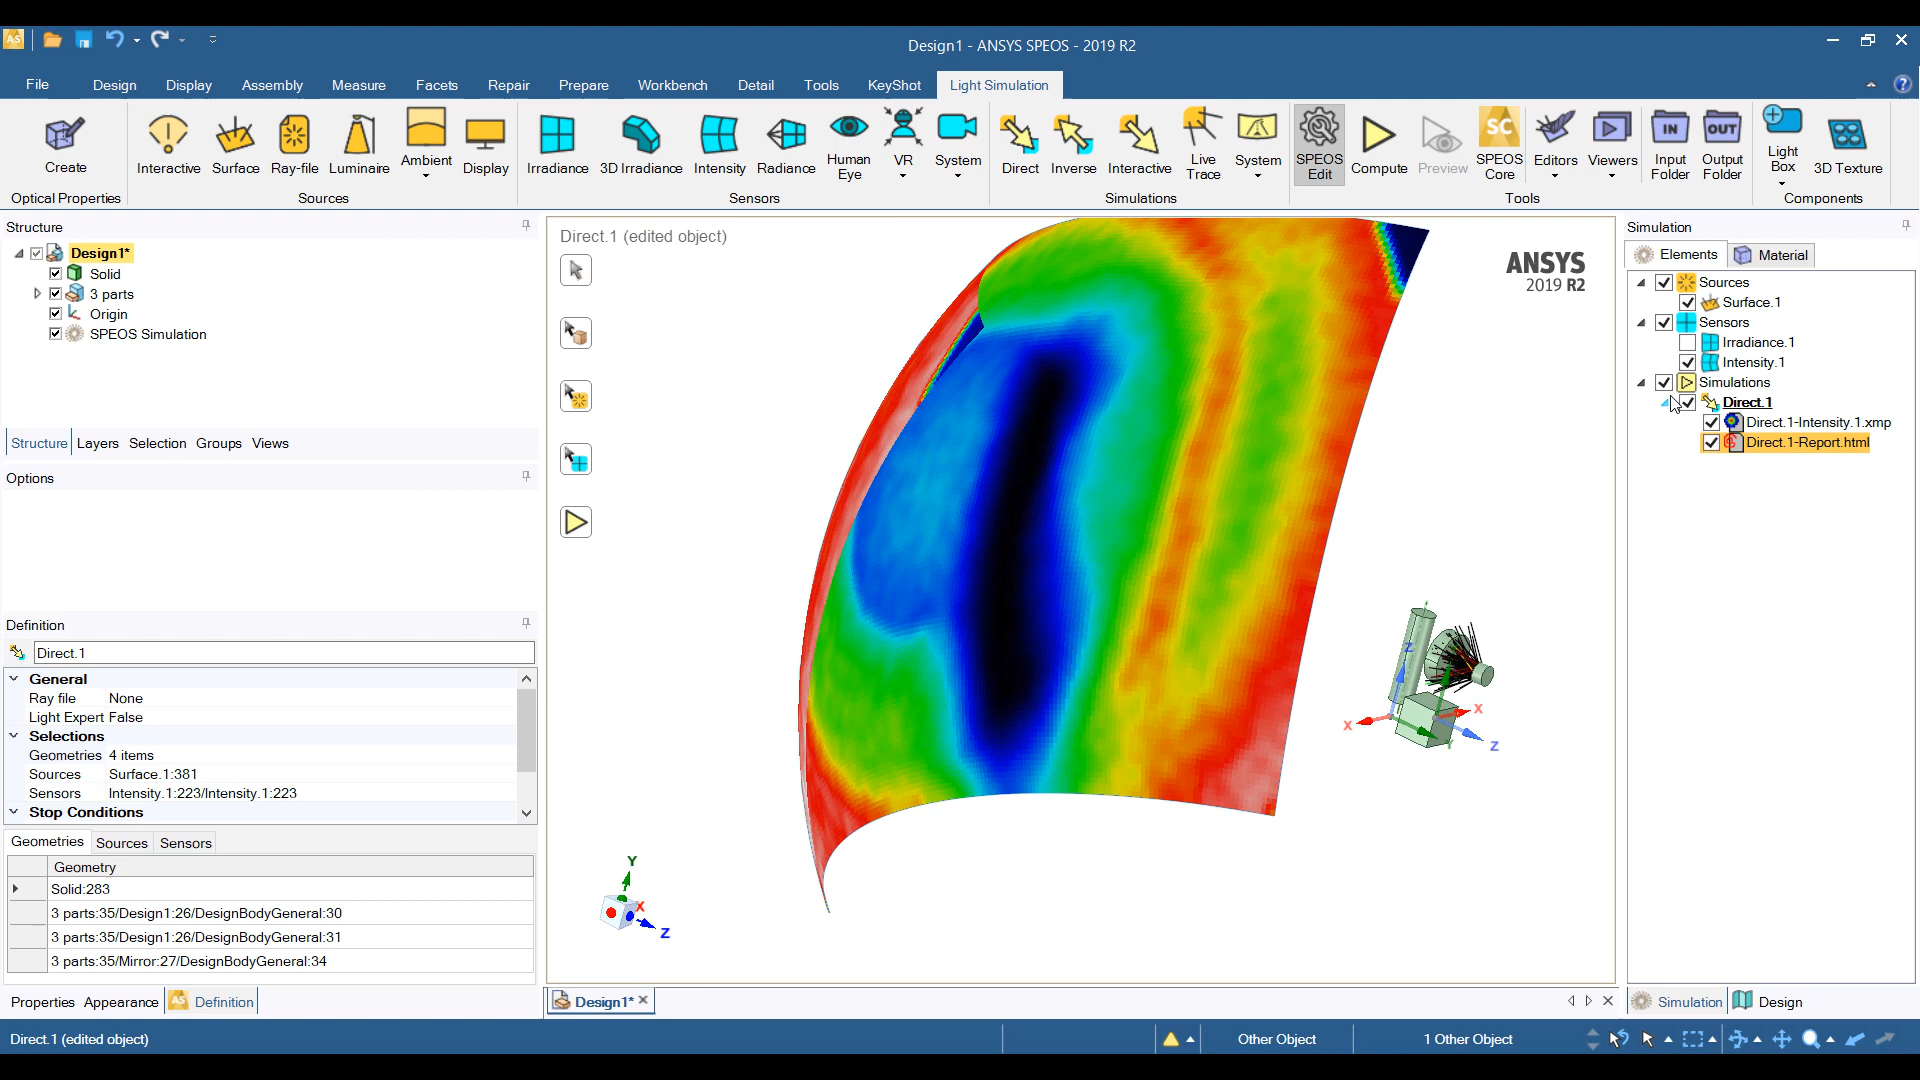 AS
Design1 - ANSYS SPEOS - 2019 R2
File Design Display Assembly Measure Facets Repair Prepare Workbench Detail Tools KeyShot Light Simulation
Create
Optical Properties
Interactive Surface Ray-file Luminaire Ambient Display
Sources
Irradiance 3D Irradiance Intensity Radiance Human Eye VR System
Sensors
Direct Inverse Interactive Live Trace System
Simulations
SPEOS Edit Compute Preview SC SPEOS Core Editors Viewers IN Input Folder OUT Output Folder
Tools
Light Box 3D Texture
Components
Structure
Design1*
Solid
3 parts
Origin
SPEOS Simulation
Structure Layers Selection Groups Views
Options
Definition
Direct.1
General
Ray file None
Light Expert False
Selections
Geometries 4 items
Sources Surface.1:381
Sensors Intensity.1:223/Intensity.1:223
Stop Conditions
Geometries Sources Sensors
Geometry
Solid:283
3 parts:35/Design1:26/DesignBodyGeneral:30
3 parts:35/Design1:26/DesignBodyGeneral:31
3 parts:35/Mirror:27/DesignBodyGeneral:34
Properties Appearance AS Definition
Direct.1 (edited object)
ANSYS
2019 R2
Z
X X
Y Z
Y
X
Z
Design1*
Simulation
Elements Material
Sources
Surface.1
Sensors
Irradiance.1
Intensity.1
Simulations
Direct.1
Direct.1-Intensity.1.xmp
Direct.1-Report.html
Simulation Design
Direct.1 (edited object) Other Object 1 Other Object